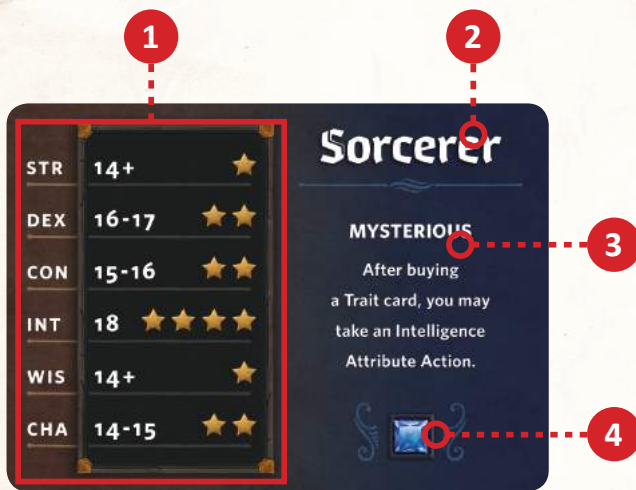 1
2
Sorcerer
STR 14+
DEX 16-17
CON 15-16
INT 18
WIS 14+
CHA 14-15
MYSTERIOUS
After buying
a Trait card, you may
take an Intelligence
Attribute Action.
3
4